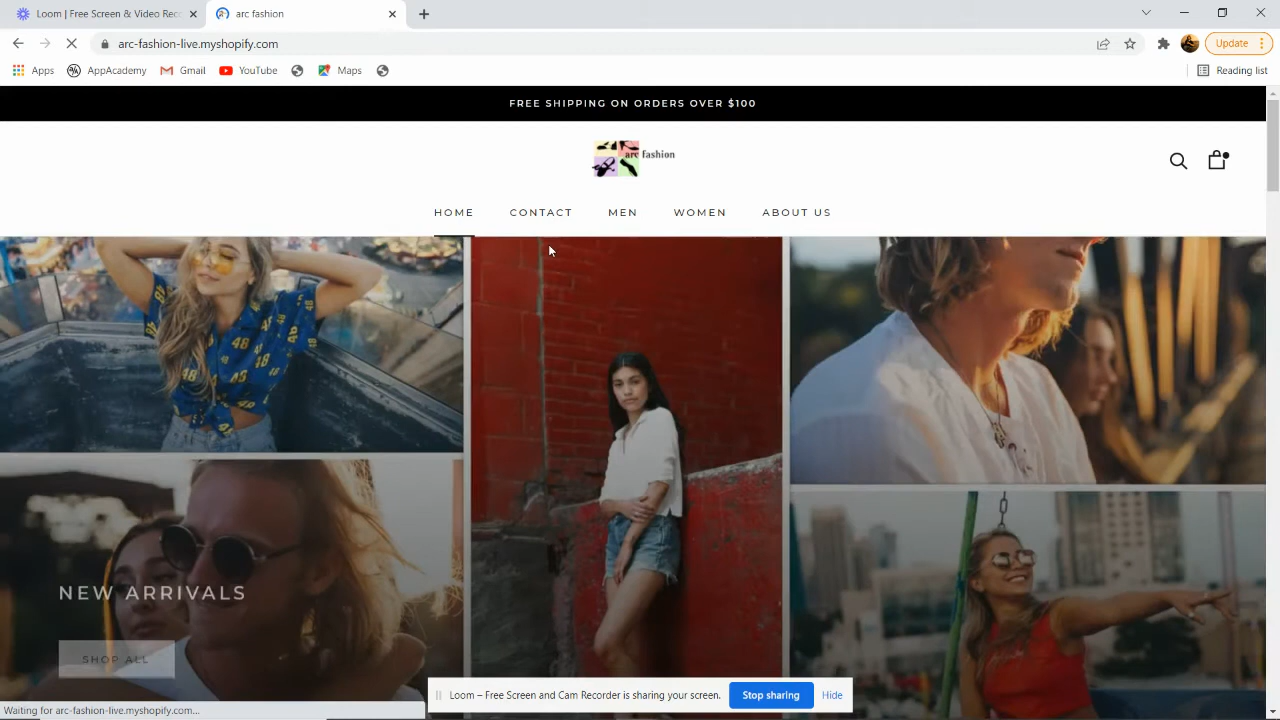 Loom | Free Screen & Video Rec
arc fashion
arc-fashion-live.myshopify.com
Update
Apps
AppAcademy
Gmail
YouTube
Maps
Reading list
FREE SHIPPING ON ORDERS OVER $100
arc fashion
HOME
CONTACT
MEN
WOMEN
ABOUT US
NEW ARRIVALS
SHOP ALL
Loom – Free Screen and Cam Recorder is sharing your screen.
Stop sharing
Hide
Waiting for arc-fashion-live.myshopify.com...